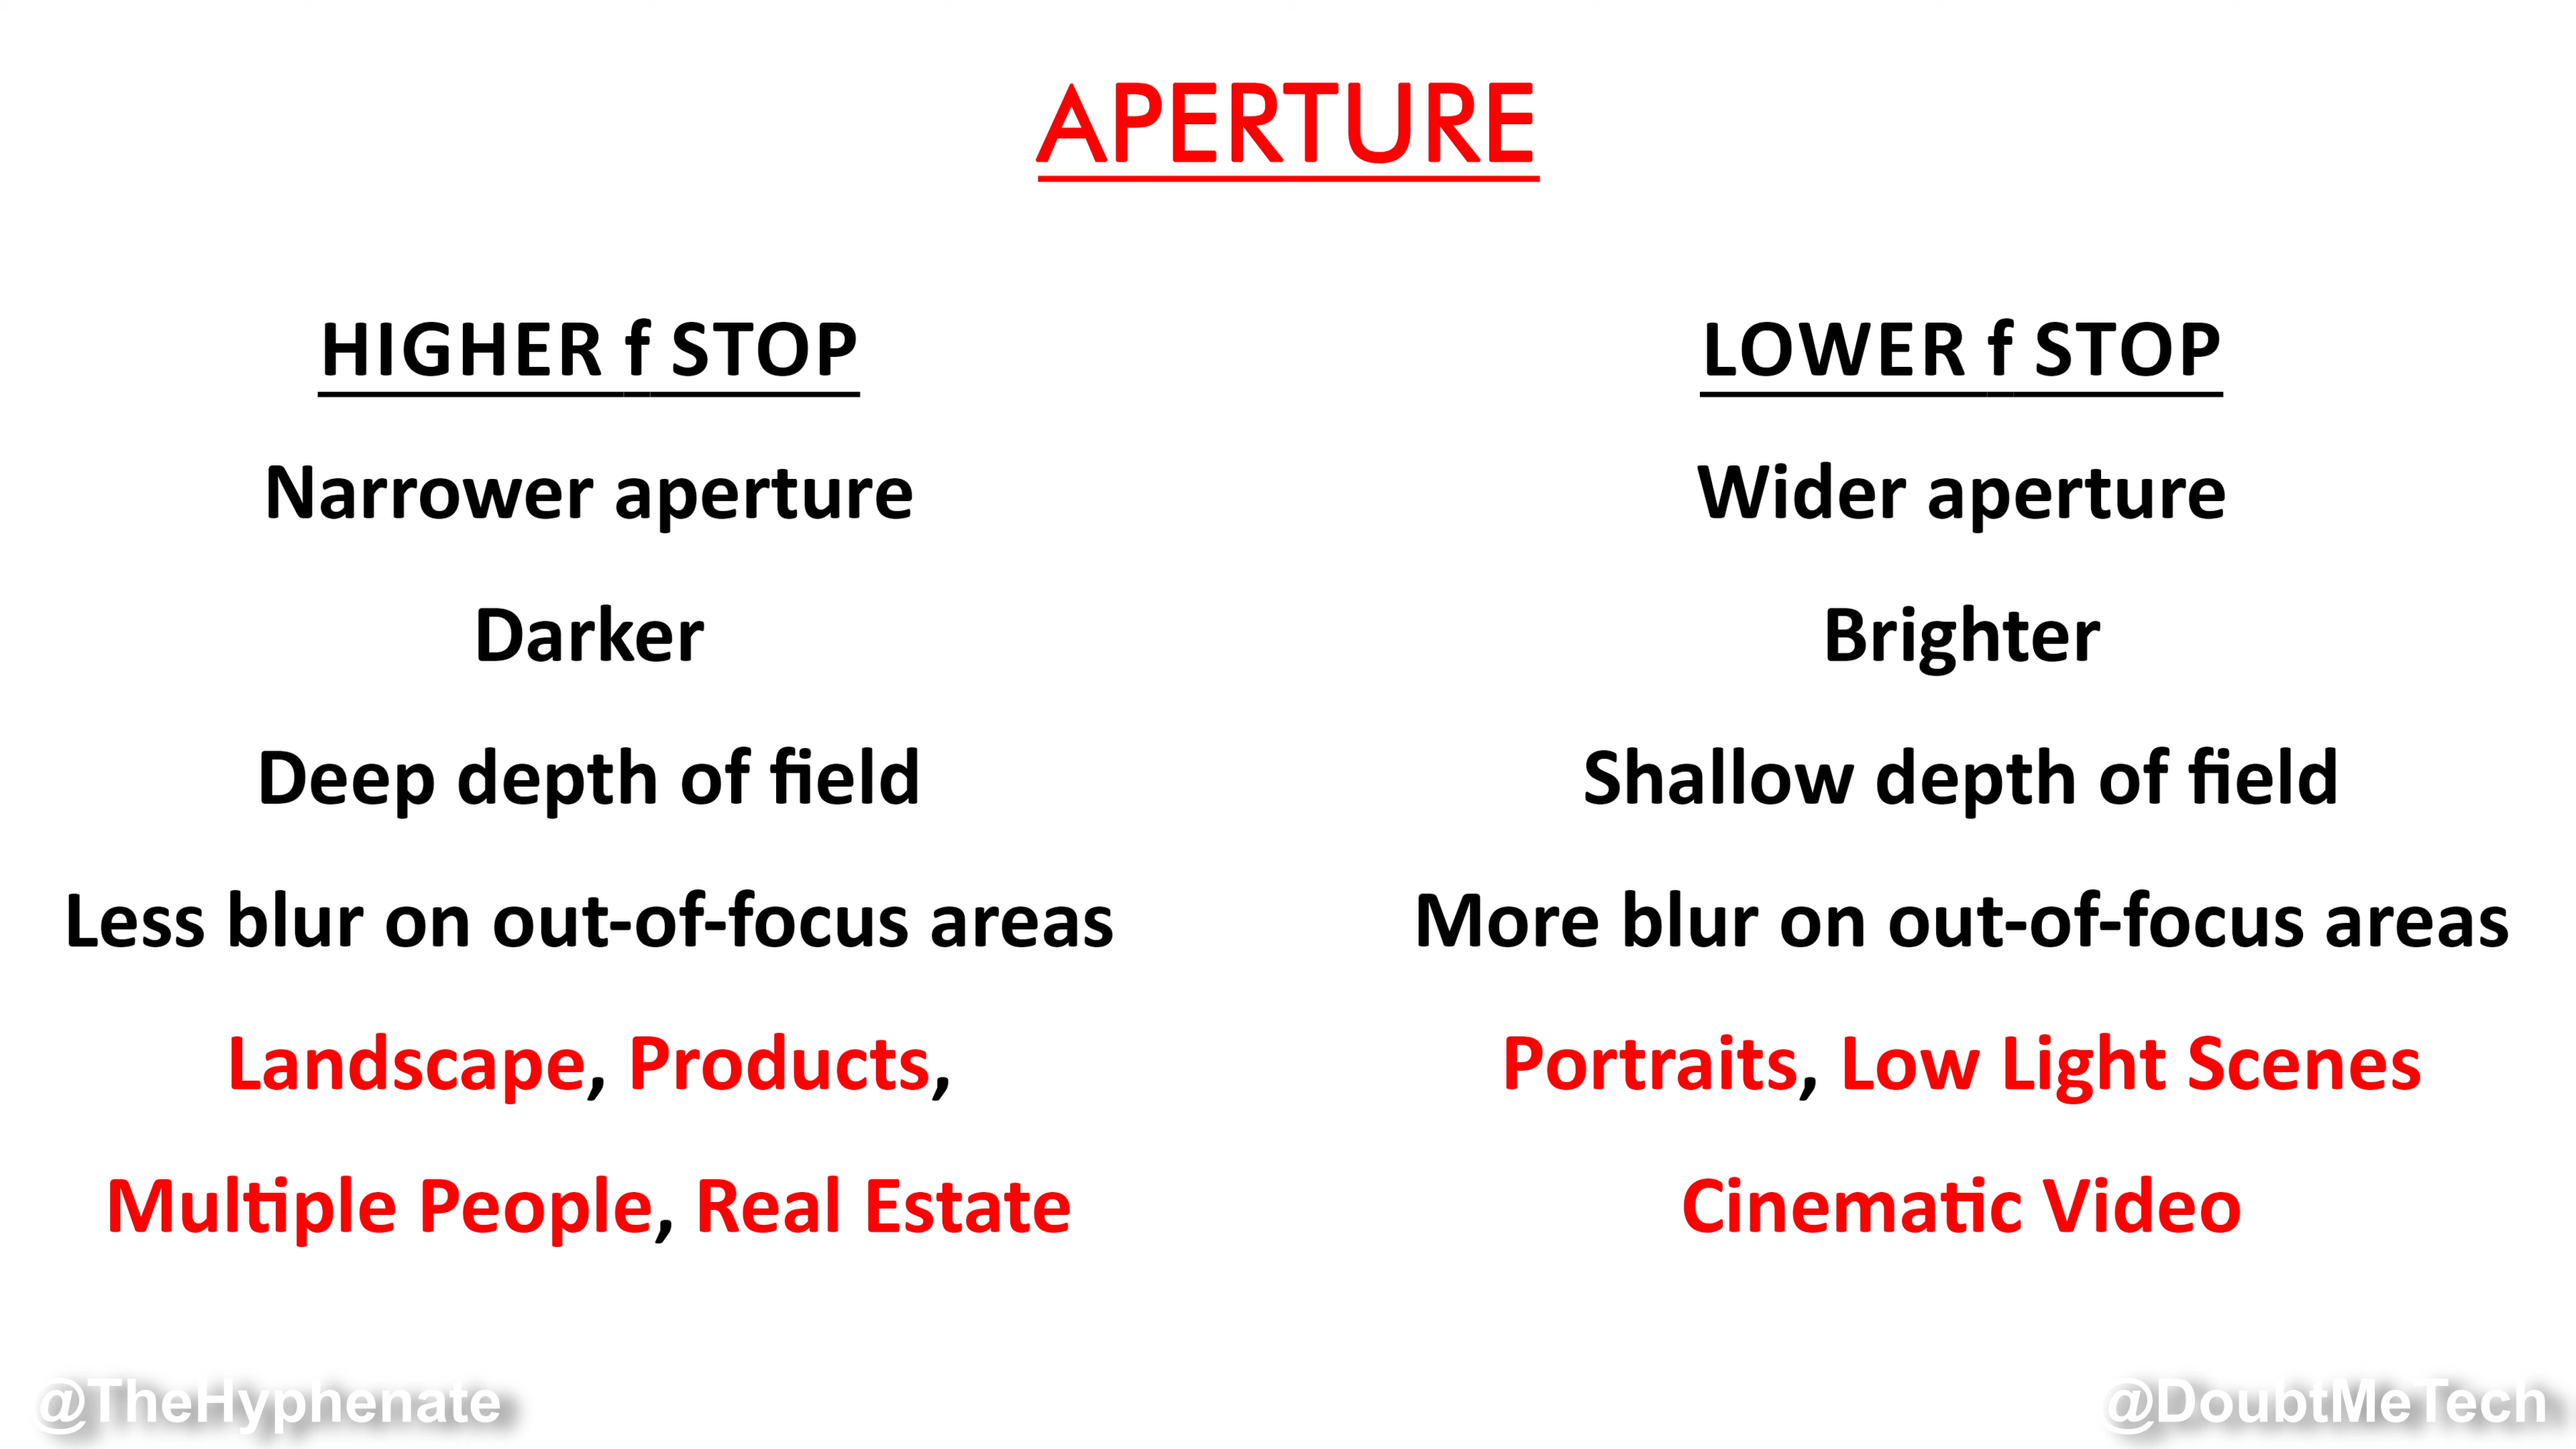 APERTURE
HIGHER f STOP
Narrower aperture
Darker
Deep depth of field
Less blur on out-of-focus areas
Landscape, Products,
Multiple People, Real Estate
LOWER f STOP
Wider aperture
Brighter
Shallow depth of field
More blur on out-of-focus areas
Portraits, Low Light Scenes
Cinematic Video
@TheHyphenate
@DoubtMeTech